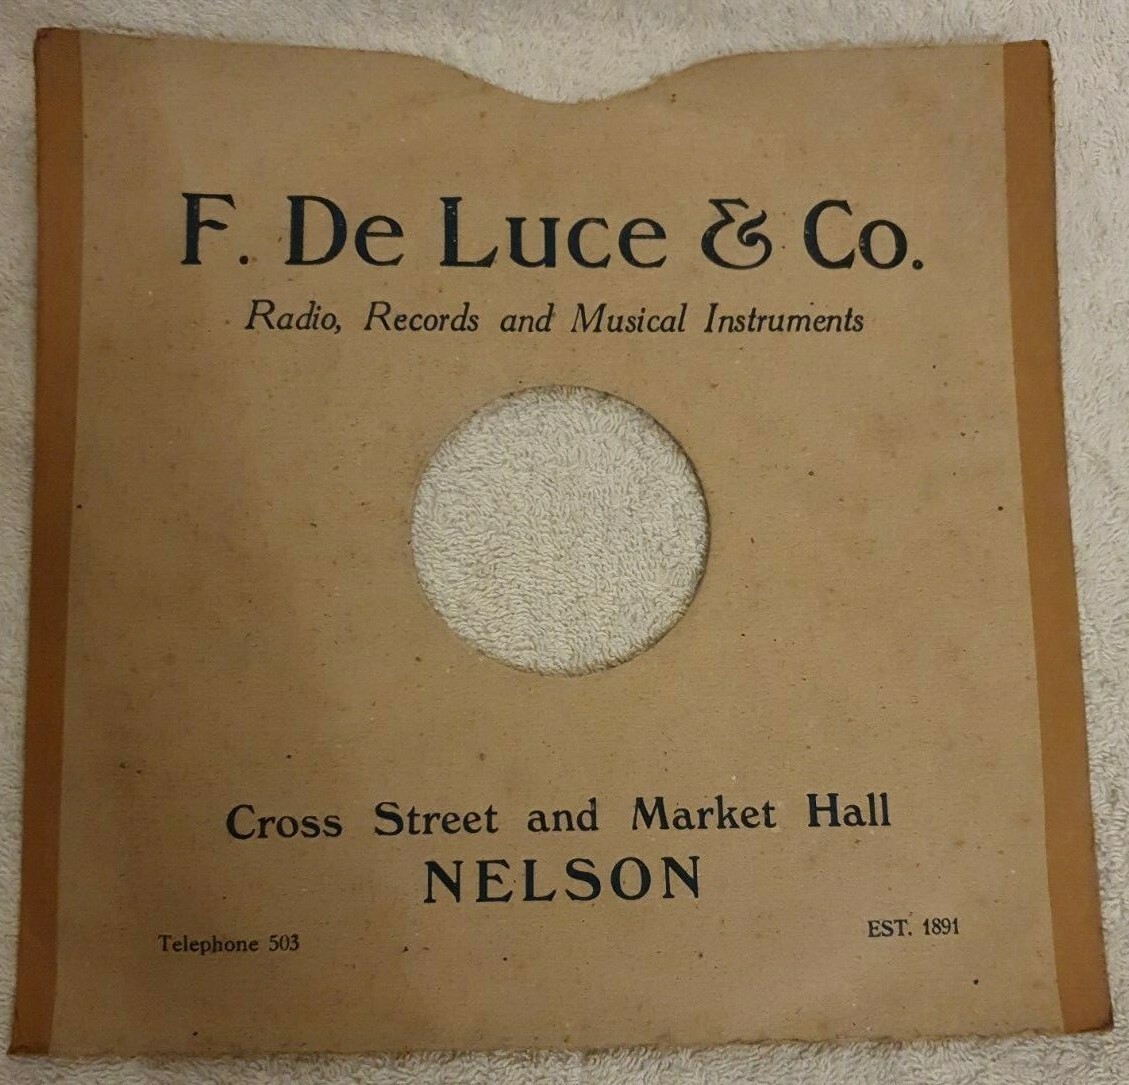 F. De Luce & Co.
Radio, Records and Musical Instruments
Cross Street and Market Hall
NELSON
Telephone 503
EST. 1891